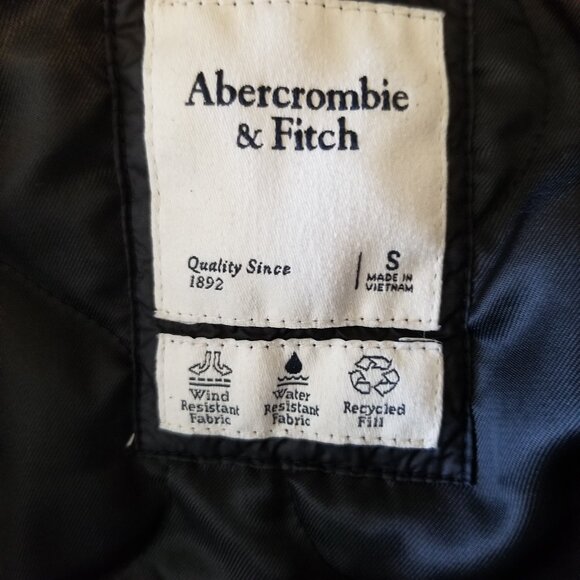 Abercrombie
& Fitch
Quality Since
1892
S
MADE IN
VIETNAM
Wind
Resistant
Fabric
Water
Resistant
Fabric
Recycled
Fill